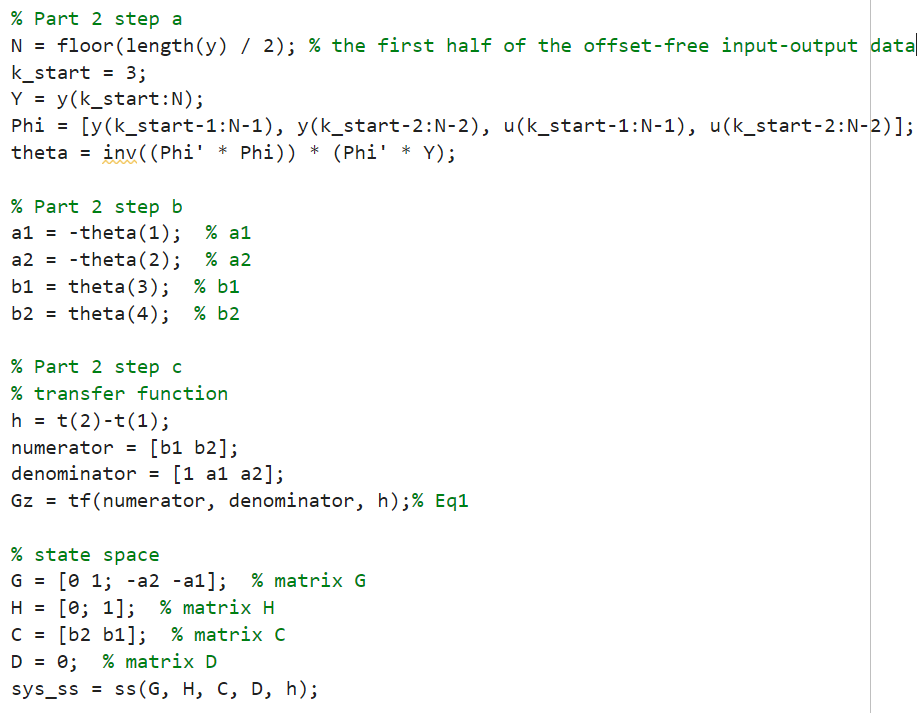 % Part 2 step a
N = floor(length(y) / 2); % the first half of the offset-free input-output data
k_start = 3;
Y = y(k_start:N);
Phi = [y(k_start-1:N-1), y(k_start-2:N-2), u(k_start-1:N-1), u(k_start-2:N-2)];
theta = inv((Phi' * Phi)) * (Phi' * Y);
% Part 2 step b
a1 = -theta(1);  % a1
a2 = -theta(2);  % a2
b1 = theta(3);  % b1
b2 = theta(4);  % b2
% Part 2 step c
% transfer function
h = t(2)-t(1);
numerator = [b1 b2];
denominator = [1 a1 a2];
Gz = tf(numerator, denominator, h);% Eq1
% state space
G = [0 1; -a2 -a1];  % matrix G
H = [0; 1];  % matrix H
C = [b2 b1];  % matrix C
D = 0;  % matrix D
sys_ss = ss(G, H, C, D, h);